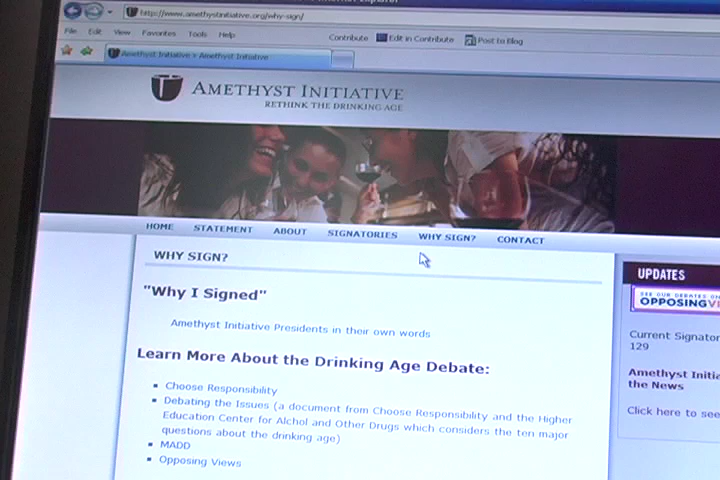 http://www.amethystinitiative.org/why-sign/
File Edit View Favorites Tools Help
Contribute Edit in Contribute Post to Blog
Amethyst Initiative > Amethyst Initiative
AMETHYST INITIATIVE
RETHINK THE DRINKING AGE
HOME STATEMENT ABOUT SIGNATORIES WHY SIGN? CONTACT
WHY SIGN?
"Why I Signed"
Amethyst Initiative Presidents in their own words
Learn More About the Drinking Age Debate:
Choose Responsibility
Debating the Issues (a document from Choose Responsibility and the Higher
Education Center for Alchol and Other Drugs which considers the ten major
questions about the drinking age)
MADD
Opposing Views
UPDATES
SEE OUR DEBATES ON
OPPOSINGVI
Current Signator
129
Amethyst Initia
the News
Click here to see